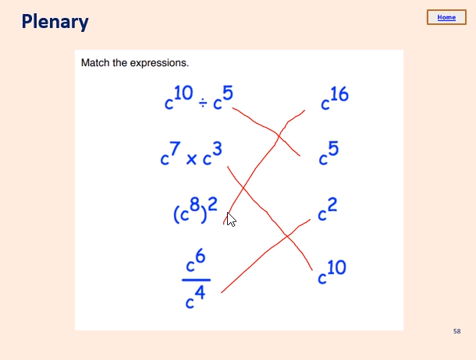 Plenary
Home
Match the expressions.
c¹⁰ ÷ c⁵
c¹⁶
c⁷ x c³
c⁵
(c⁸)²
c²
c⁶
c⁴
c¹⁰
58